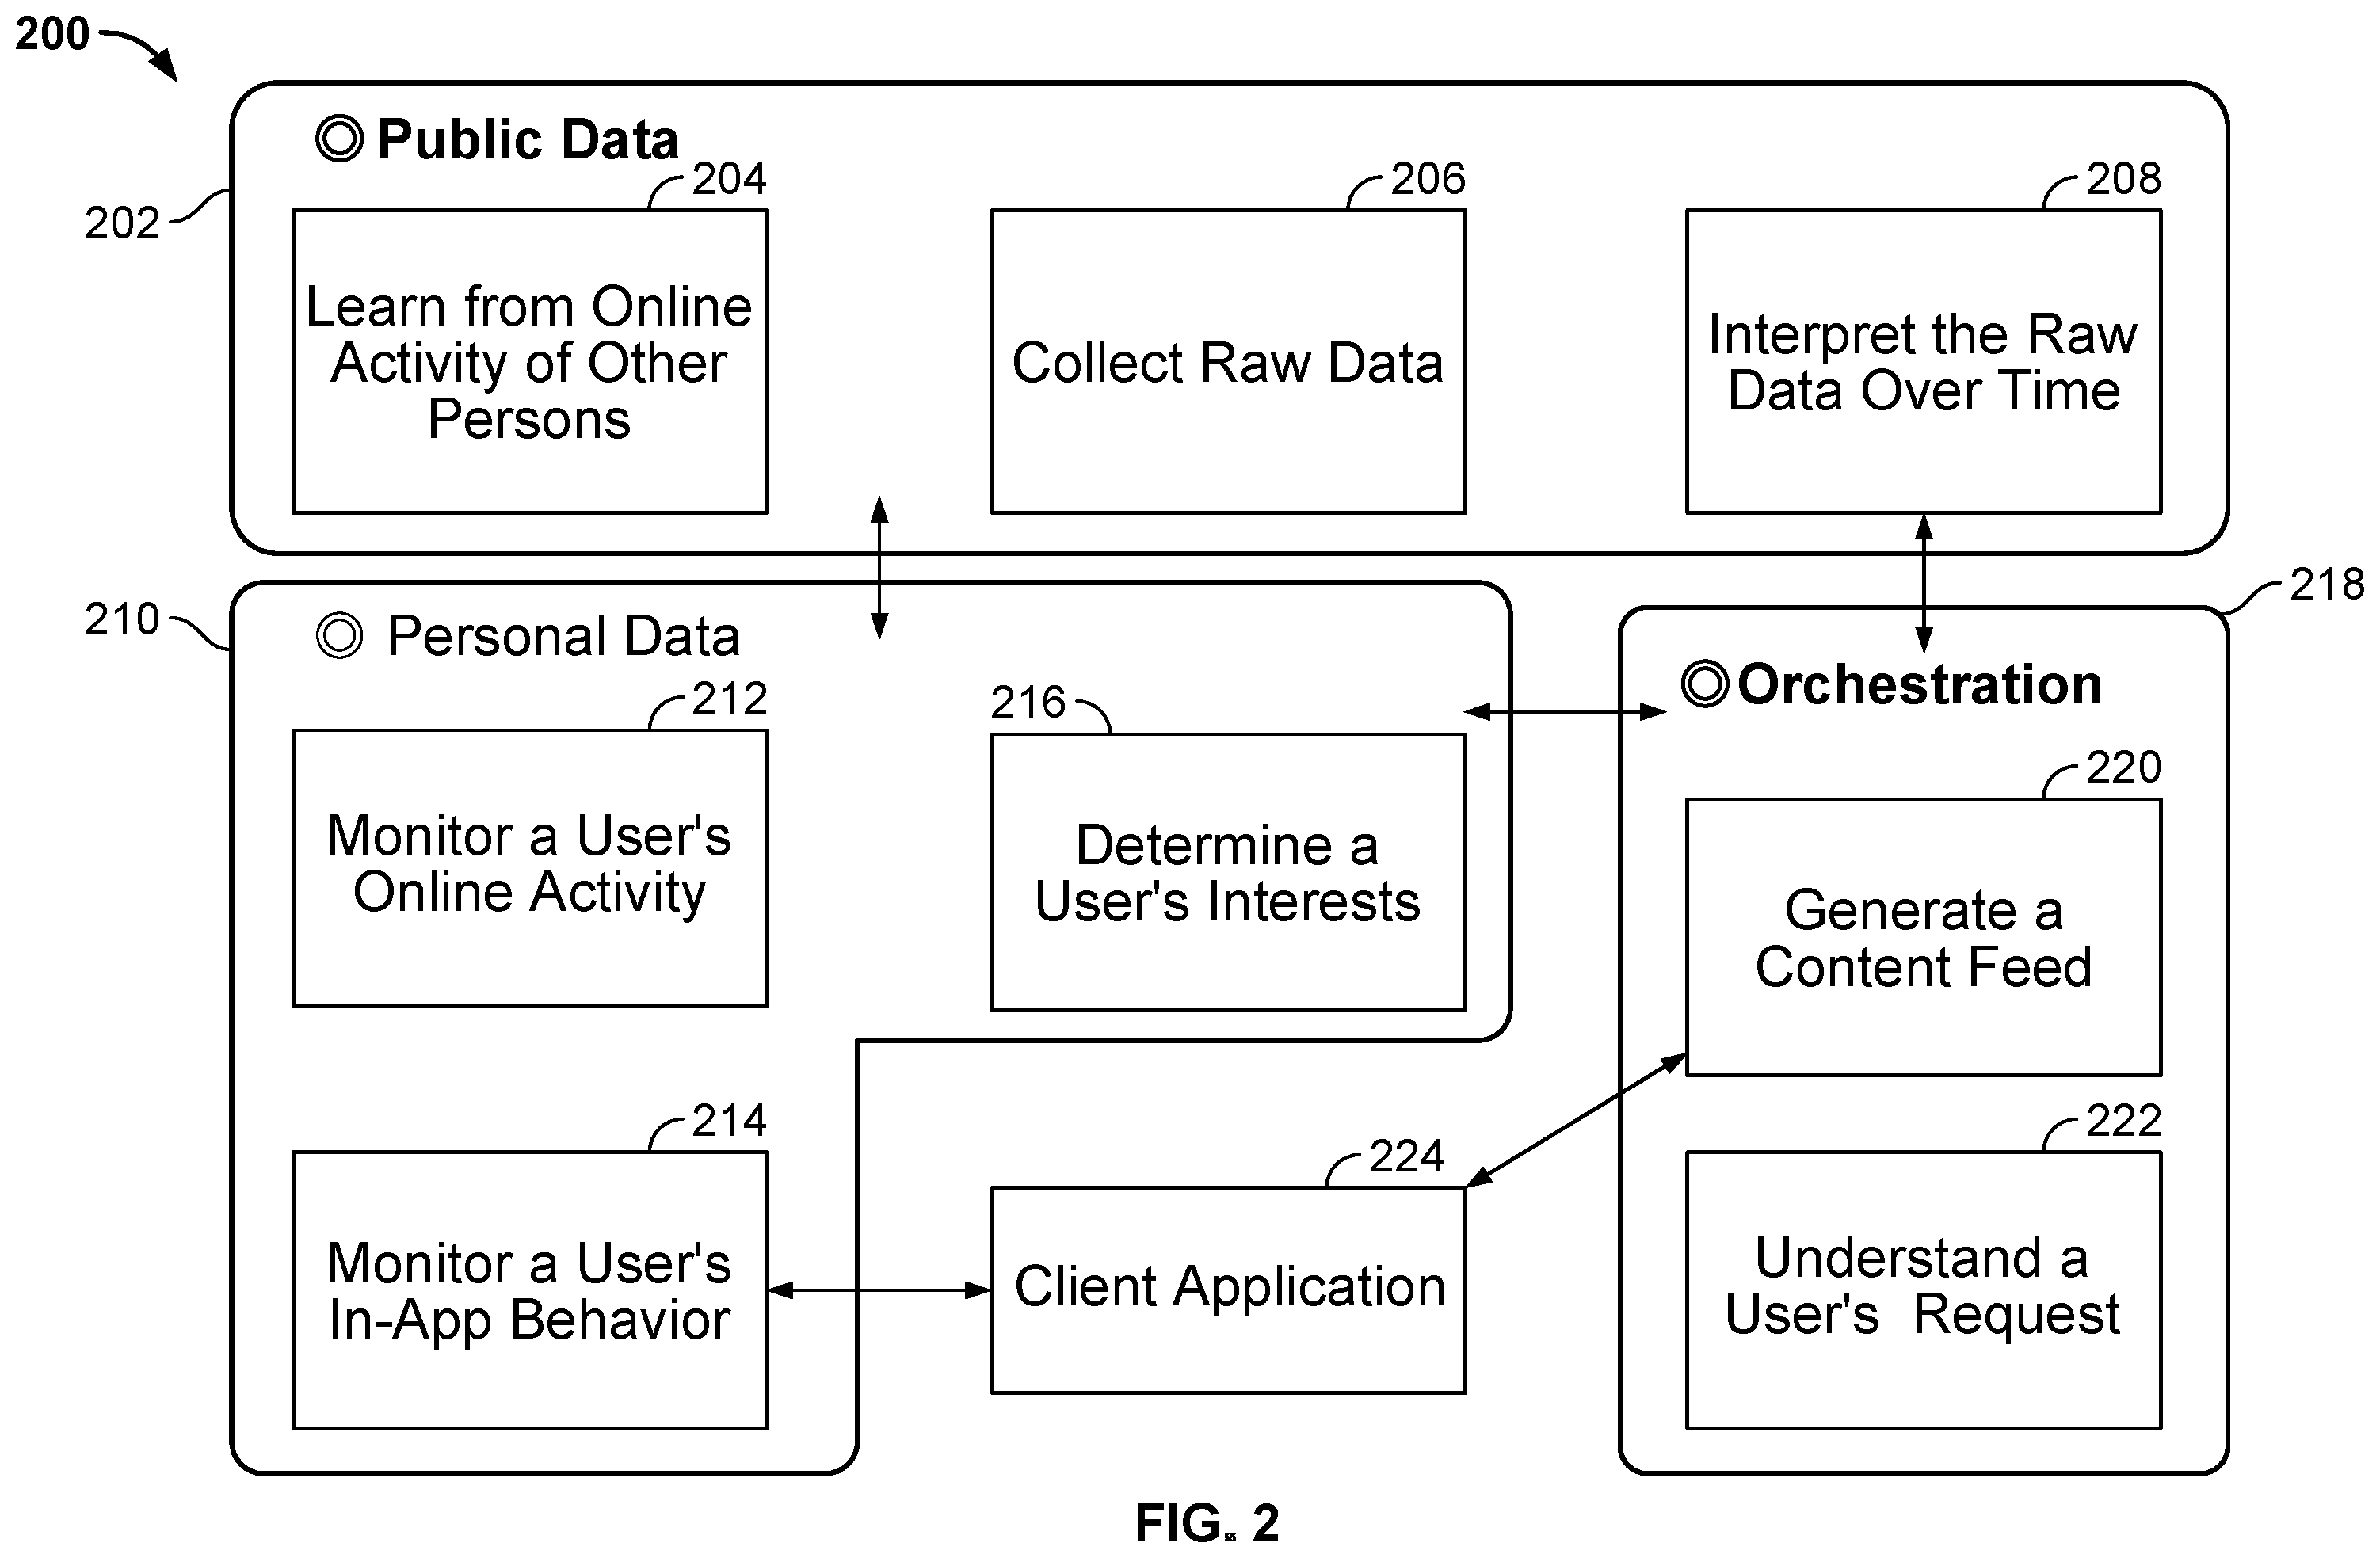 200
Public Data
202
204
206
208
Learn from Online
Activity of Other
Persons
Collect Raw Data
Interpret the Raw
Data Over Time
210
Personal Data
218
Orchestration
212
216
220
Monitor a User's
Online Activity
Determine a
User's Interests
Generate a
Content Feed
214
224
222
Monitor a User's
In-App Behavior
Client Application
Understand a
User's Request
FIG. 2